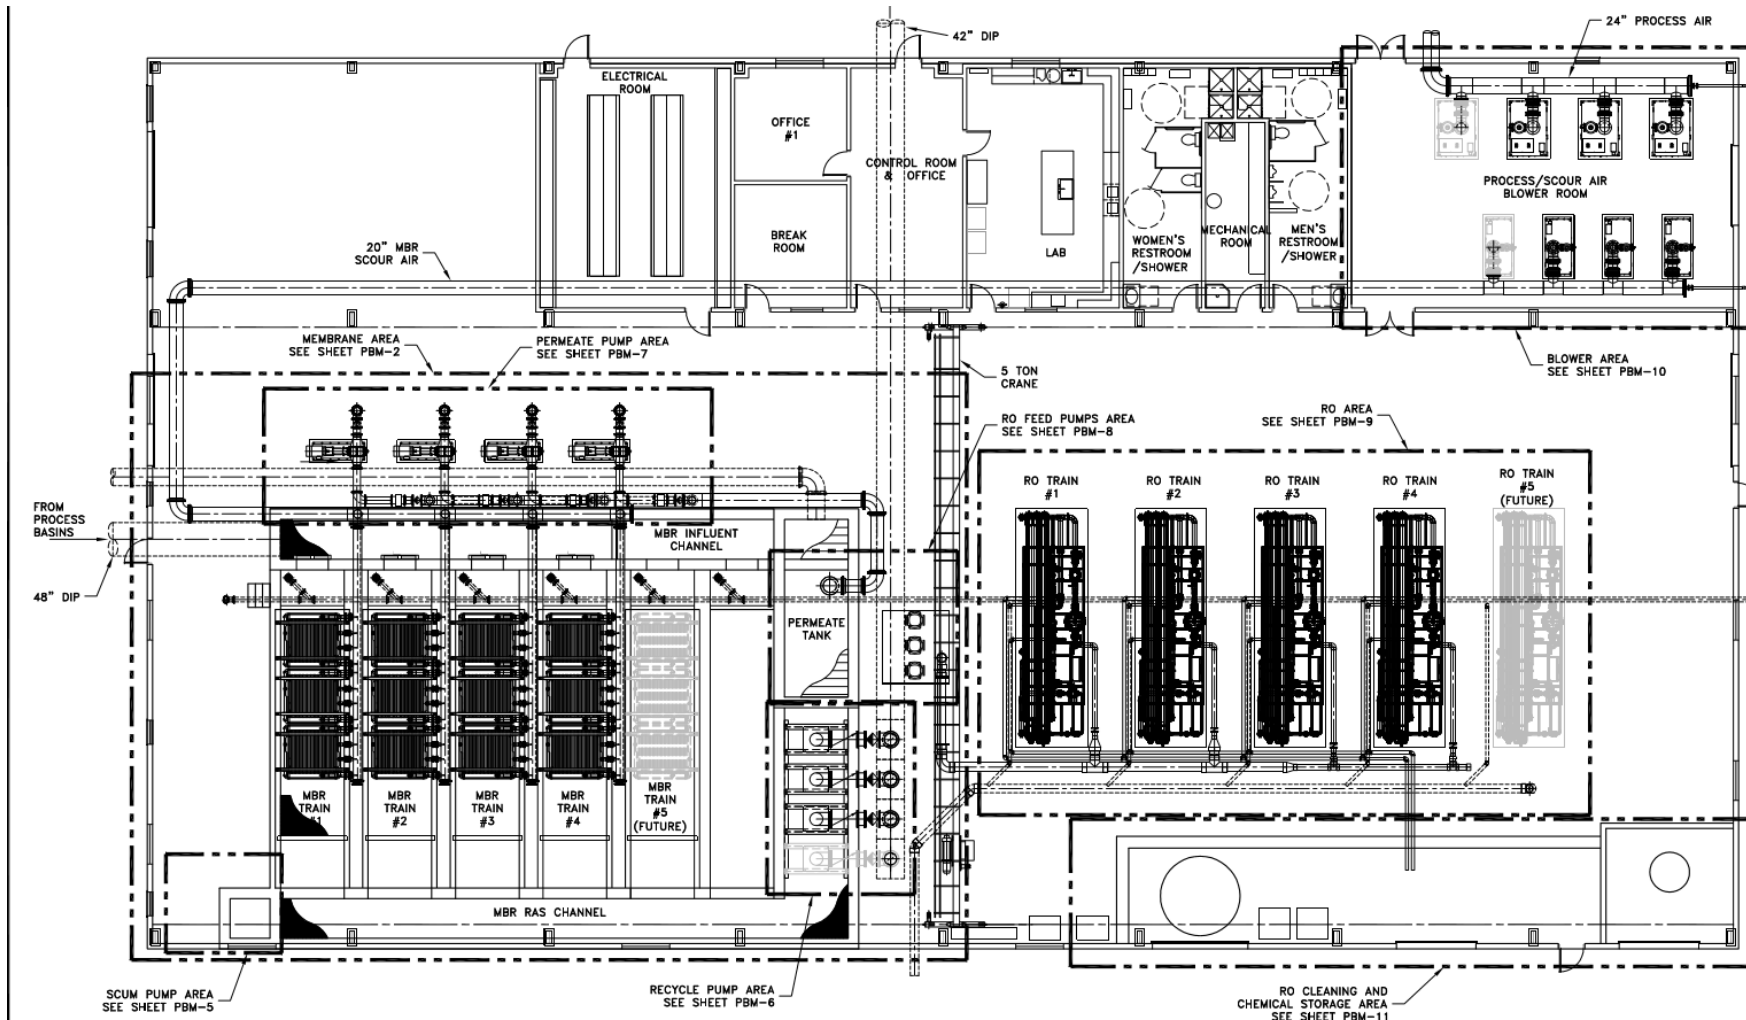 24" PROCESS AIR
42" DIP
ELECTRICAL
ROOM
OFFICE
#1
CONTROL ROOM
& OFFICE
PROCESS/SCOUR AIR
BLOWER ROOM
BREAK
ROOM
LAB
WOMEN'S
RESTROOM
/SHOWER
MECHANICAL
ROOM
MEN'S
RESTROOM
/SHOWER
20" MBR
SCOUR AIR
MEMBRANE AREA
SEE SHEET PBM-2
PERMEATE PUMP AREA
SEE SHEET PBM-7
5 TON
CRANE
BLOWER AREA
SEE SHEET PBM-10
RO FEED PUMPS AREA
SEE SHEET PBM-8
RO AREA
SEE SHEET PBM-9
RO TRAIN
#1
RO TRAIN
#2
RO TRAIN
#3
RO TRAIN
#4
RO TRAIN
#5
(FUTURE)
FROM
PROCESS
BASINS
MBR INFLUENT
CHANNEL
48" DIP
PERMEATE
TANK
MBR
TRAIN
#1
MBR
TRAIN
#2
MBR
TRAIN
#3
MBR
TRAIN
#4
MBR
TRAIN
#5
(FUTURE)
MBR RAS CHANNEL
SCUM PUMP AREA
SEE SHEET PBM-5
RECYCLE PUMP AREA
SEE SHEET PBM-6
RO CLEANING AND
CHEMICAL STORAGE AREA
SEE SHEET PBM-11